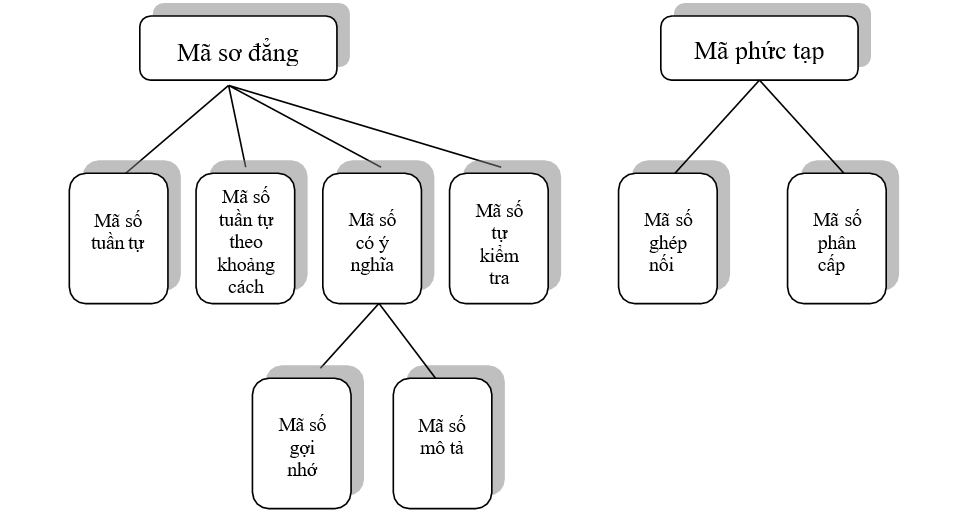 Mã sơ đẳng
Mã phức tạp
Mã số
tuần tự
Mã số
tuần tự
theo
khoảng
cách
Mã số
có ý
nghĩa
Mã số
tự
kiểm
tra
Mã số
ghép
nối
Mã số
phân
cấp
Mã số
gợi
nhớ
Mã số
mô tả